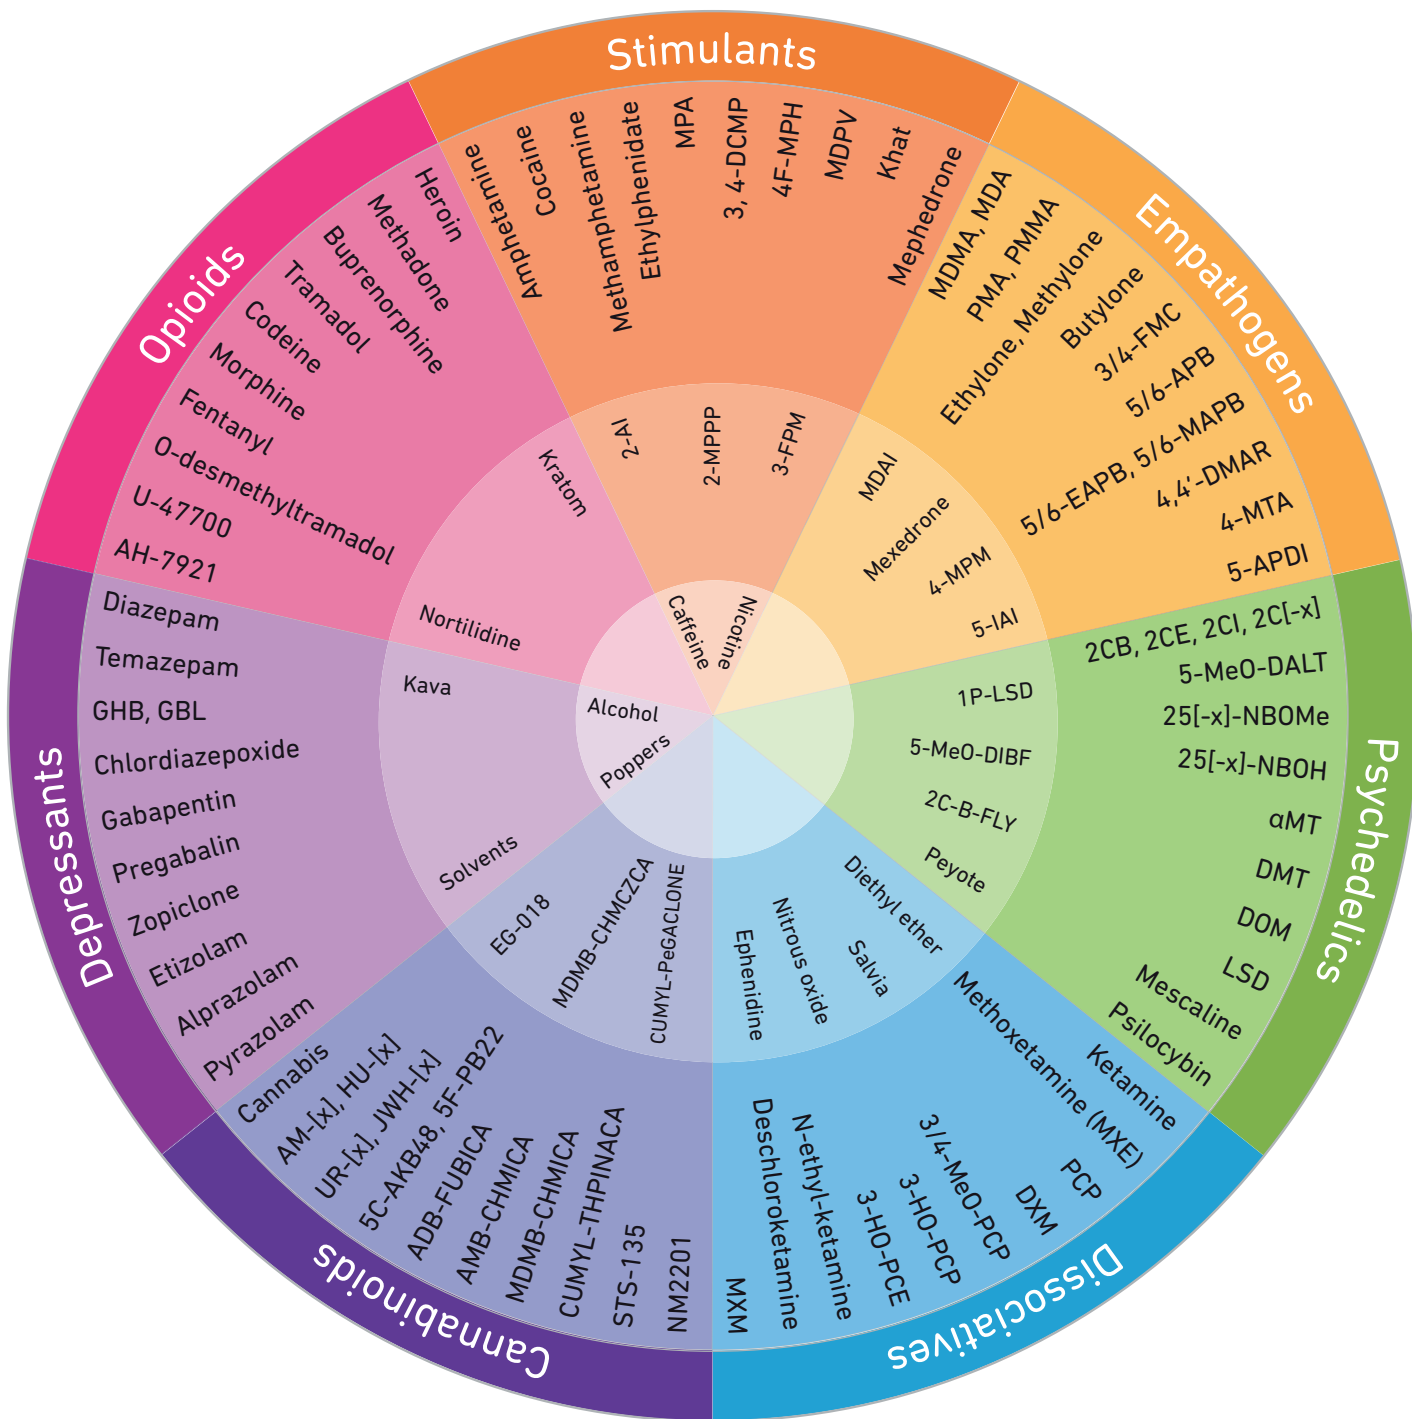 Stimulants
Amphetamine
Cocaine
Methamphetamine
Ethylphenidate
MPA
3, 4-DCMP
4F-MPH
MDPV
Khat
Mephedrone
2-AI
2-MPPP
3-FPM
Caffeine
Nicotine
Empathogens
MDMA, MDA
PMA, PMMA
Ethylone, Methylone
Butylone
3/4-FMC
5/6-APB
5/6-EAPB, 5/6-MAPB
4,4’-DMAR
4-MTA
5-APDI
MDAI
Mexedrone
4-MPM
5-IAI
Psychedelics
2CB, 2CE, 2CI, 2C[-x]
5-MeO-DALT
25[-x]-NBOMe
25[-x]-NBOH
αMT
DMT
DOM
LSD
Mescaline
Psilocybin
1P-LSD
5-MeO-DIBF
2C-B-FLY
Peyote
Dissociatives
Ketamine
Methoxetamine (MXE)
PCP
DXM
3/4-MeO-PCP
3-HO-PCP
3-HO-PCE
N-ethyl-ketamine
Deschloroketamine
MXM
Diethyl ether
Salvia
Nitrous oxide
Ephenidine
Cannabinoids
Cannabis
AM-[x], HU-[x]
UR-[x], JWH-[x]
5C-AKB48, 5F-PB22
ADB-FUBICA
AMB-CHMICA
MDMB-CHMICA
CUMYL-THPINACA
STS-135
NM2201
EG-018
MDMB-CHMCZCA
CUMYL-PeGACLONE
Depressants
Diazepam
Temazepam
GHB, GBL
Chlordiazepoxide
Gabapentin
Pregabalin
Zopiclone
Etizolam
Alprazolam
Pyrazolam
Kava
Solvents
Alcohol
Poppers
Opioids
Heroin
Methadone
Buprenorphine
Tramadol
Codeine
Morphine
Fentanyl
O-desmethyltramadol
U-47700
AH-7921
Kratom
Nortilidine